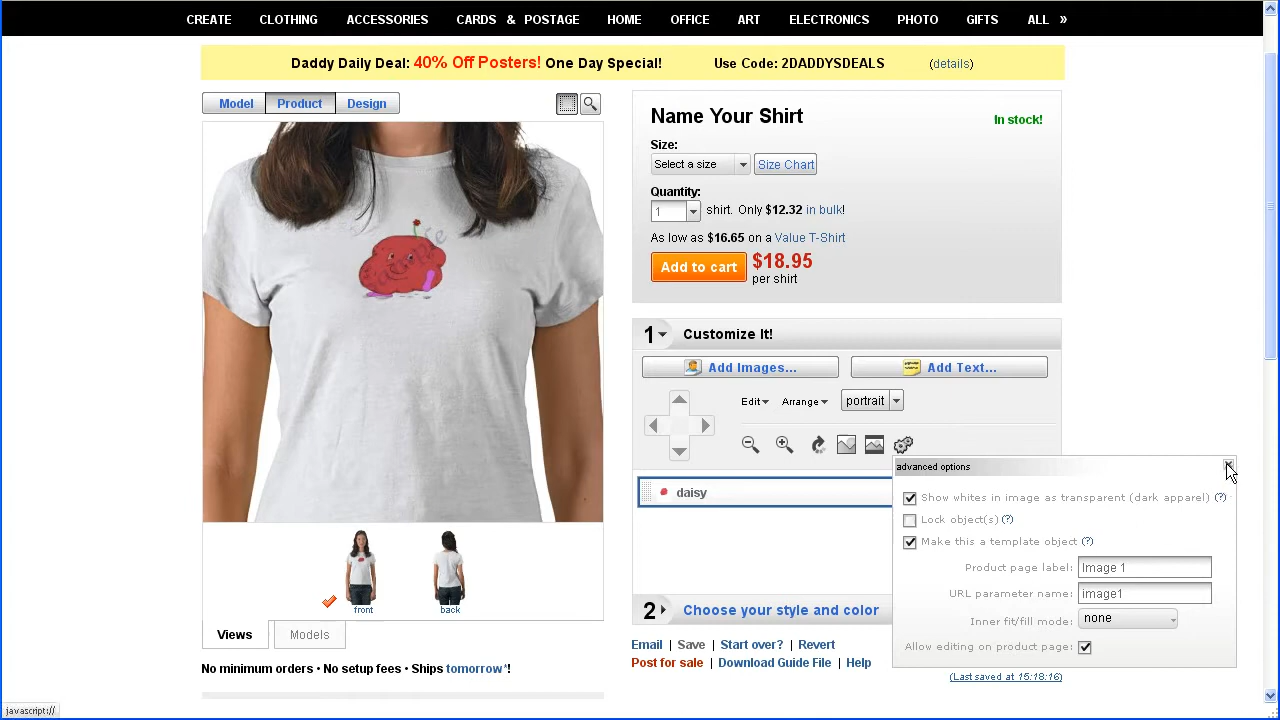 CREATE CLOTHING ACCESSORIES CARDS & POSTAGE HOME OFFICE ART ELECTRONICS PHOTO GIFTS ALL »
Daddy Daily Deal: 40% Off Posters! One Day Special! Use Code: 2DADDYSDEALS (details)
Model Product Design
Name Your Shirt
In stock!
Size:
Select a size Size Chart
Quantity:
1 shirt. Only $12.32 in bulk!
As low as $16.65 on a Value T-Shirt
Add to cart $18.95
per shirt
Sample
front back
Views Models
No minimum orders • No setup fees • Ships tomorrow*!
1 Customize It!
Add Images... Add Text...
Edit Arrange portrait
daisy
advanced options
Show whites in image as transparent (dark apparel) (?)
Lock object(s) (?)
Make this a template object (?)
Product page label: Image 1
URL parameter name: image1
Inner fit/fill mode: none
Allow editing on product page:
2 Choose your style and color
Email | Save | Start over? | Revert
Post for sale | Download Guide File | Help
(Last saved at 15:18:16)
javascript://